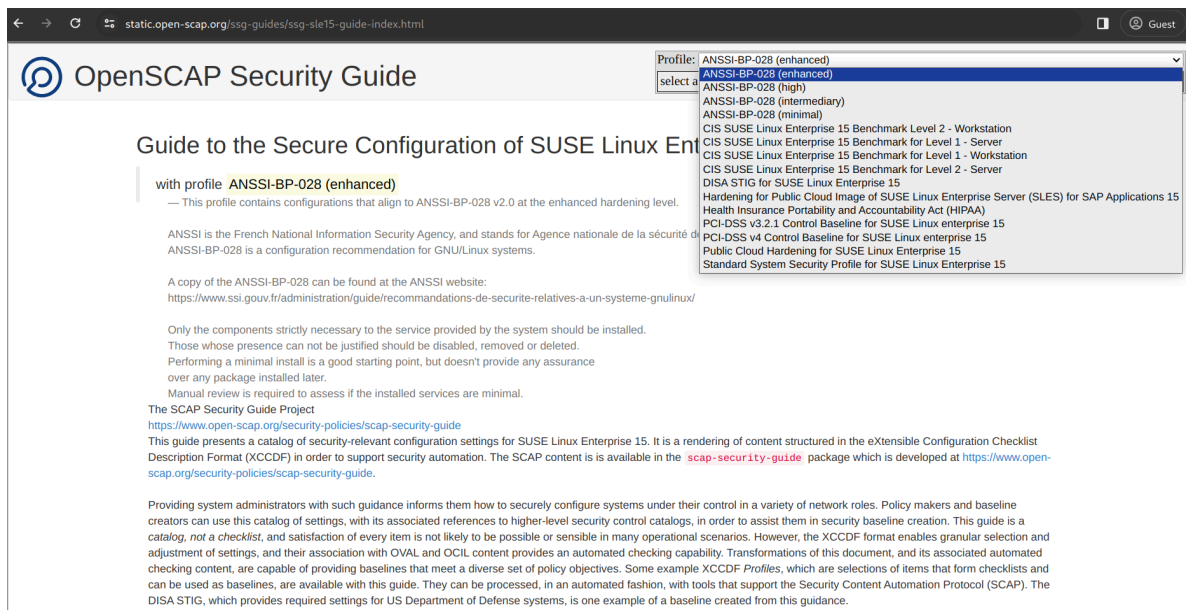 static.open-scap.org/ssg-guides/ssg-sle15-guide-index.html
Guest
OpenSCAP Security Guide
Profile: ANSSI-BP-028 (enhanced)
select a
ANSSI-BP-028 (enhanced)
ANSSI-BP-028 (high)
ANSSI-BP-028 (intermediary)
ANSSI-BP-028 (minimal)
CIS SUSE Linux Enterprise 15 Benchmark Level 2 - Workstation
CIS SUSE Linux Enterprise 15 Benchmark for Level 1 - Server
CIS SUSE Linux Enterprise 15 Benchmark for Level 1 - Workstation
CIS SUSE Linux Enterprise 15 Benchmark for Level 2 - Server
DISA STIG for SUSE Linux Enterprise 15
Hardening for Public Cloud Image of SUSE Linux Enterprise Server (SLES) for SAP Applications 15
Health Insurance Portability and Accountability Act (HIPAA)
PCI-DSS v3.2.1 Control Baseline for SUSE Linux enterprise 15
PCI-DSS v4 Control Baseline for SUSE Linux enterprise 15
Public Cloud Hardening for SUSE Linux Enterprise 15
Standard System Security Profile for SUSE Linux Enterprise 15
Guide to the Secure Configuration of SUSE Linux Ent
with profile ANSSI-BP-028 (enhanced)
— This profile contains configurations that align to ANSSI-BP-028 v2.0 at the enhanced hardening level.
ANSSI is the French National Information Security Agency, and stands for Agence nationale de la sécurité de
ANSSI-BP-028 is a configuration recommendation for GNU/Linux systems.
A copy of the ANSSI-BP-028 can be found at the ANSSI website:
https://www.ssi.gouv.fr/administration/guide/recommandations-de-securite-relatives-a-un-systeme-gnulinux/
Only the components strictly necessary to the service provided by the system should be installed.
Those whose presence can not be justified should be disabled, removed or deleted.
Performing a minimal install is a good starting point, but doesn't provide any assurance
over any package installed later.
Manual review is required to assess if the installed services are minimal.
The SCAP Security Guide Project
https://www.open-scap.org/security-policies/scap-security-guide
This guide presents a catalog of security-relevant configuration settings for SUSE Linux Enterprise 15. It is a rendering of content structured in the eXtensible Configuration Checklist
Description Format (XCCDF) in order to support security automation. The SCAP content is is available in the scap-security-guide package which is developed at https://www.open-
scap.org/security-policies/scap-security-guide.
Providing system administrators with such guidance informs them how to securely configure systems under their control in a variety of network roles. Policy makers and baseline
creators can use this catalog of settings, with its associated references to higher-level security control catalogs, in order to assist them in security baseline creation. This guide is a
catalog, not a checklist, and satisfaction of every item is not likely to be possible or sensible in many operational scenarios. However, the XCCDF format enables granular selection and
adjustment of settings, and their association with OVAL and OCIL content provides an automated checking capability. Transformations of this document, and its associated automated
checking content, are capable of providing baselines that meet a diverse set of policy objectives. Some example XCCDF Profiles, which are selections of items that form checklists and
can be used as baselines, are available with this guide. They can be processed, in an automated fashion, with tools that support the Security Content Automation Protocol (SCAP). The
DISA STIG, which provides required settings for US Department of Defense systems, is one example of a baseline created from this guidance.